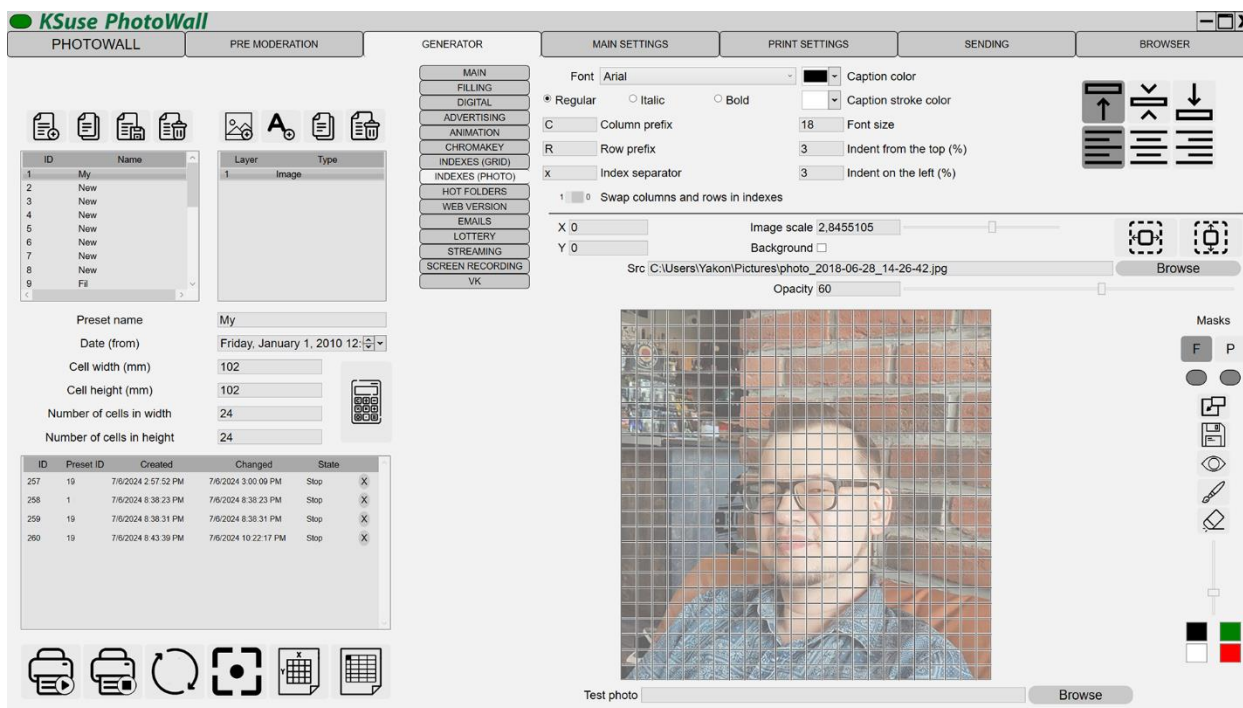 KSuse PhotoWall
PHOTOWALL PRE MODERATION GENERATOR MAIN SETTINGS PRINT SETTINGS SENDING BROWSER
MAIN
FILLING
DIGITAL
ADVERTISING
ANIMATION
CHROMAKEY
INDEXES (GRID)
INDEXES (PHOTO)
HOT FOLDERS
WEB VERSION
EMAILS
LOTTERY
STREAMING
SCREEN RECORDING
VK
ID Name
1 My
2 New
3 New
4 New
5 New
6 New
7 New
8 New
9 Fil
Layer Type
1 Image
Preset name My
Date (from) Friday, January 1, 2010 12:
Cell width (mm) 102
Cell height (mm) 102
Number of cells in width 24
Number of cells in height 24
ID Preset ID Created Changed State
257 19 7/6/2024 2:57:52 PM 7/6/2024 3:00:09 PM Stop X
258 1 7/6/2024 8:38:23 PM 7/6/2024 8:38:23 PM Stop X
259 19 7/6/2024 8:38:31 PM 7/6/2024 8:38:31 PM Stop X
260 19 7/6/2024 8:43:39 PM 7/6/2024 10:22:17 PM Stop X
X
Y
Font Arial Caption color
Regular Italic Bold Caption stroke color
C Column prefix 18 Font size
R Row prefix 3 Indent from the top (%)
x Index separator 3 Indent on the left (%)
1 0 Swap columns and rows in indexes
X 0 Image scale 2,8455105
Y 0 Background
Src C:\Users\Yakon\Pictures\photo_2018-06-28_14-26-42.jpg Browse
Opacity 60
Masks
F P
Test photo Browse